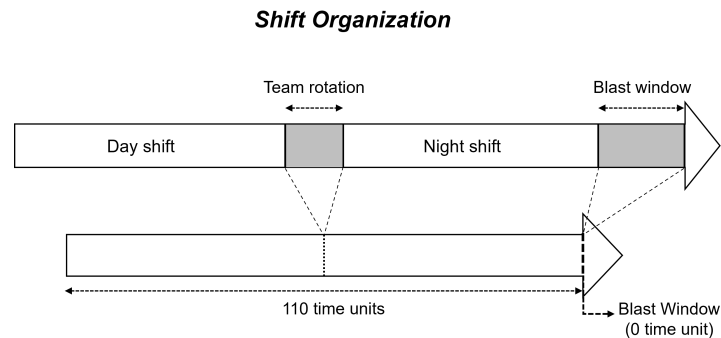 Shift Organization
Team rotation
Blast window
Day shift
Night shift
110 time units
Blast Window
(0 time unit)